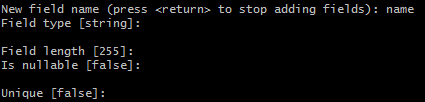 New field name (press <return> to stop adding fields): name
Field type [string]:
Field length [255]:
Is nullable [false]:
Unique [false]: